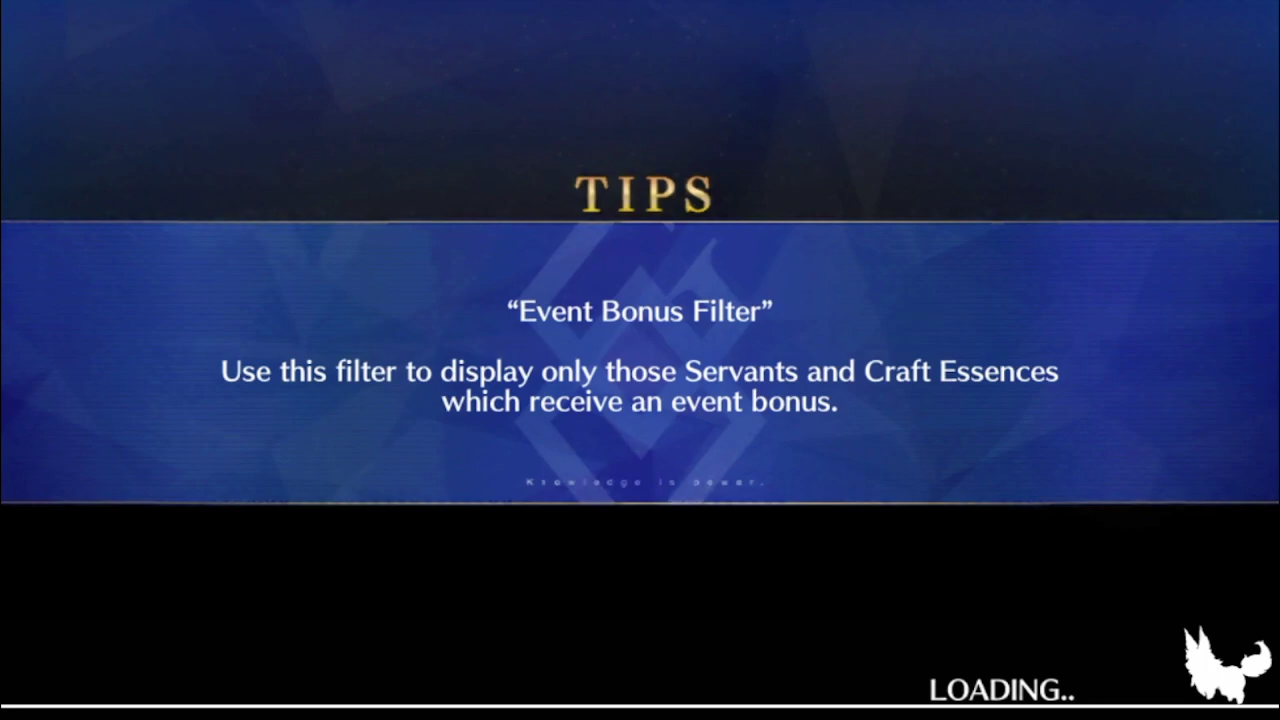 TIPS
“Event Bonus Filter”
Use this filter to display only those Servants and Craft Essences
which receive an event bonus.
Knowledge is power.
LOADING..